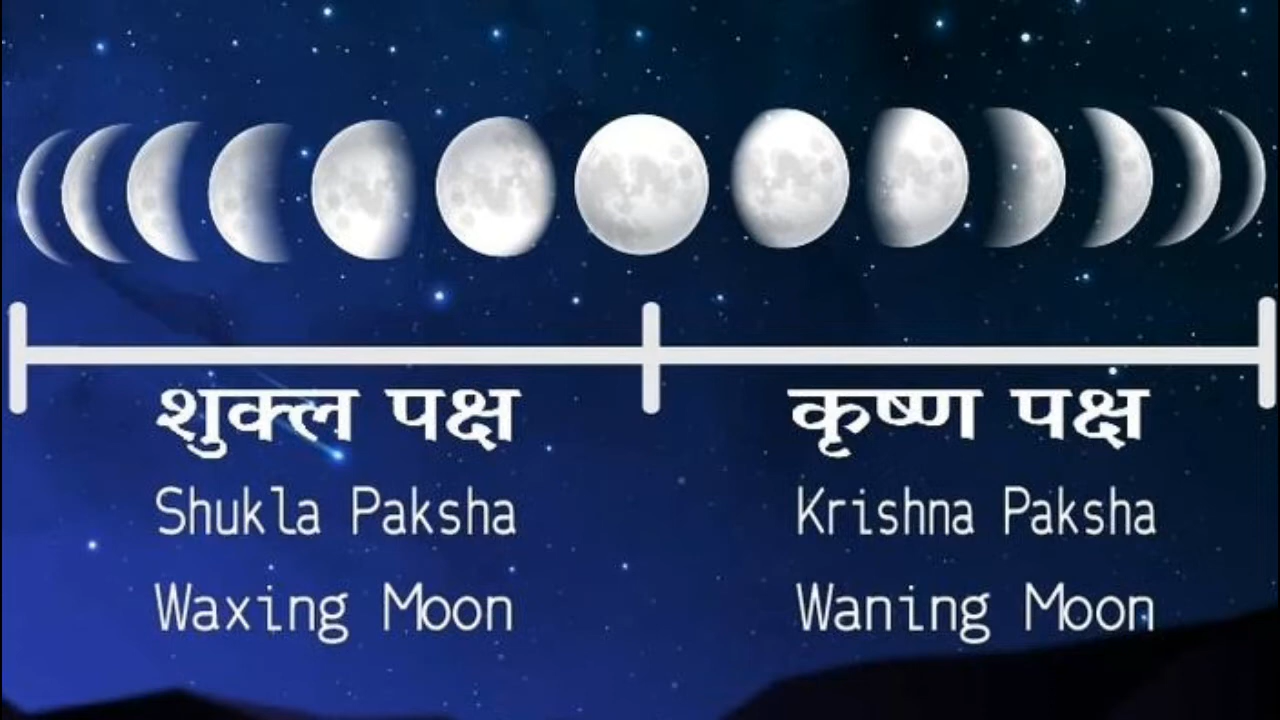 शुक्ल पक्ष
Shukla Paksha
Waxing Moon
कृष्ण पक्ष
Krishna Paksha
Waning Moon